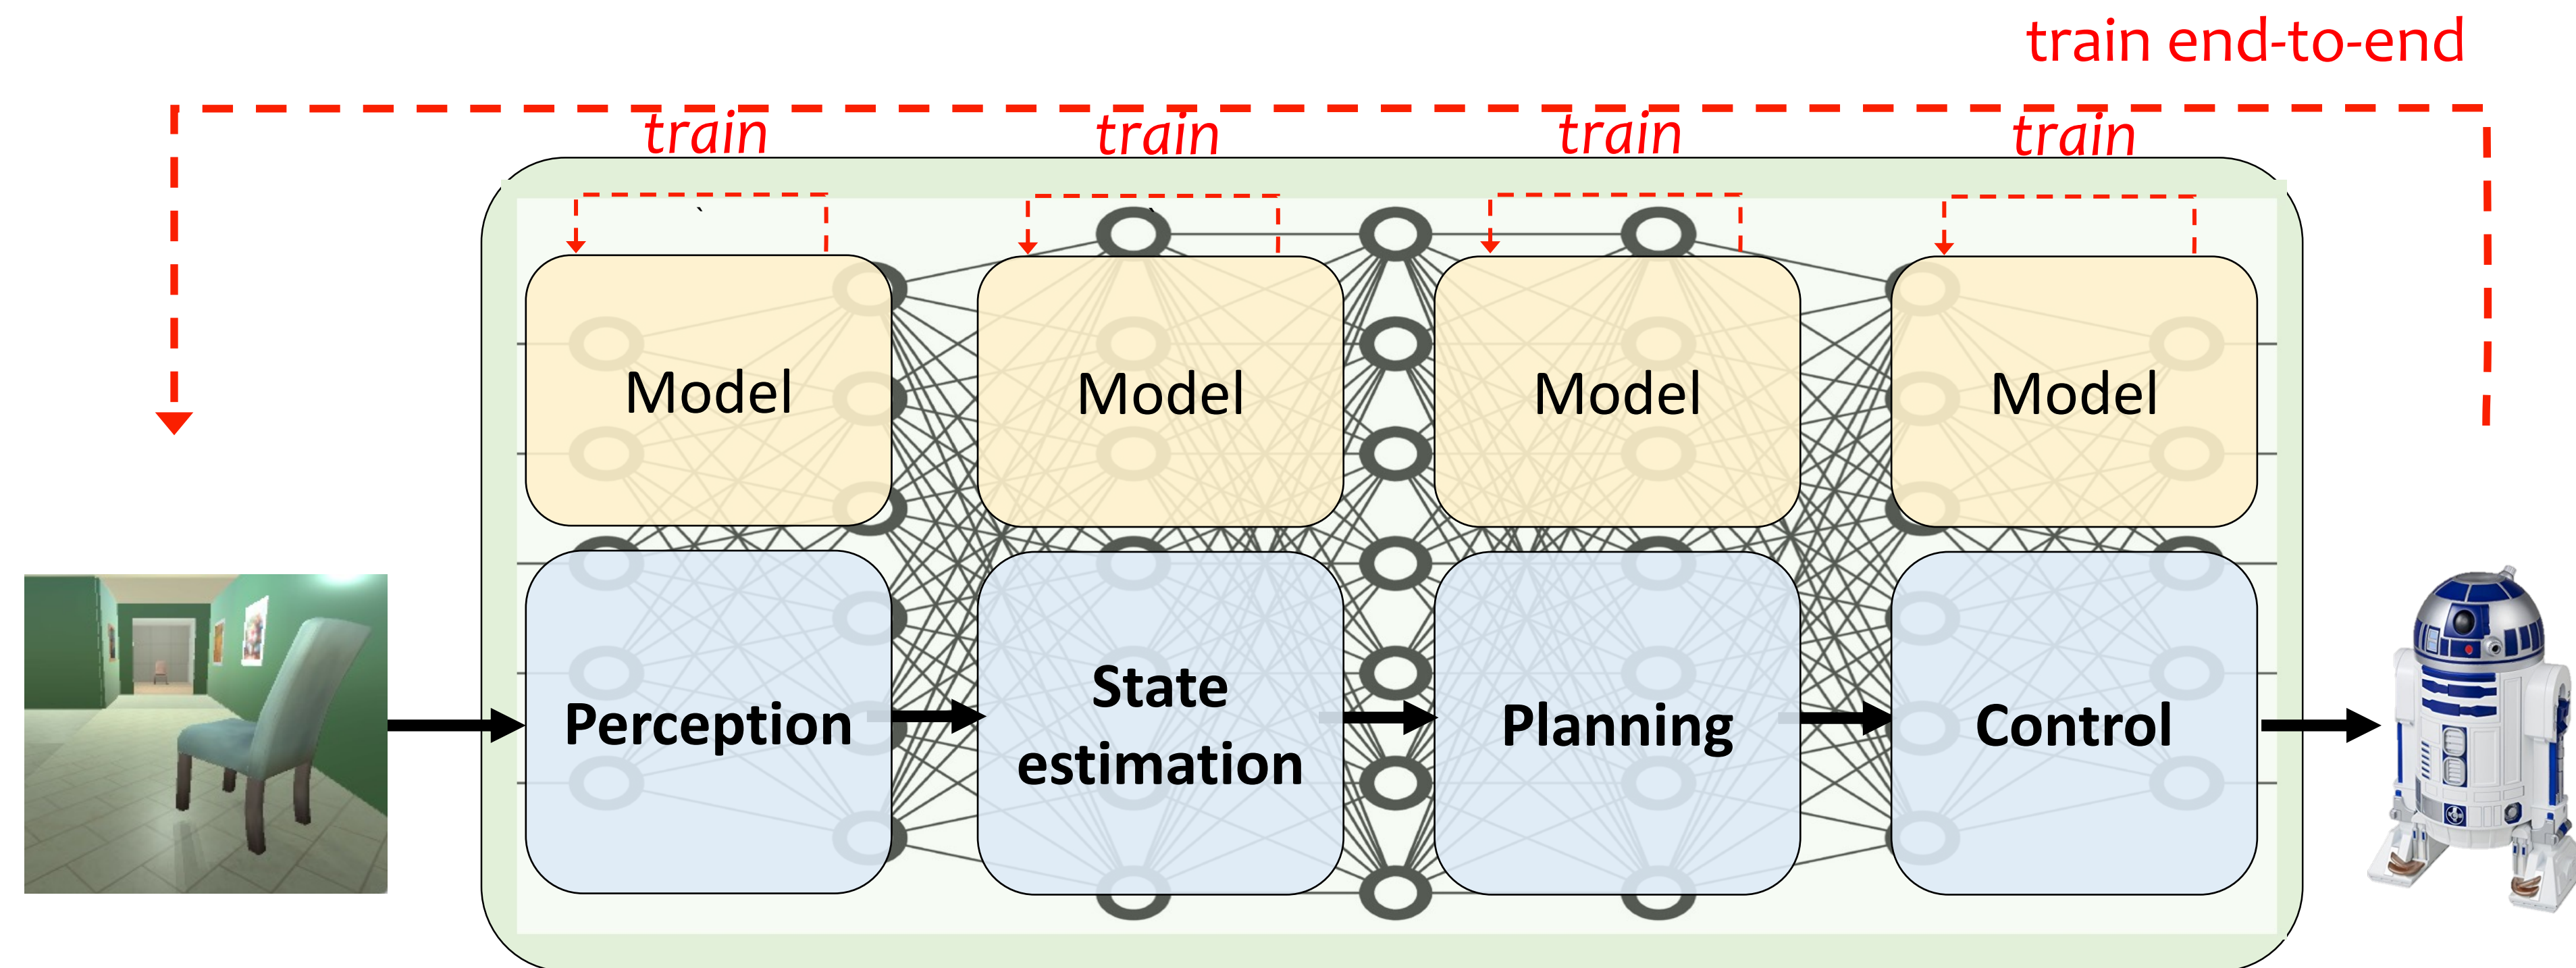 train end-to-end
train train train train
Model Model Model Model
Perception State estimation Planning Control